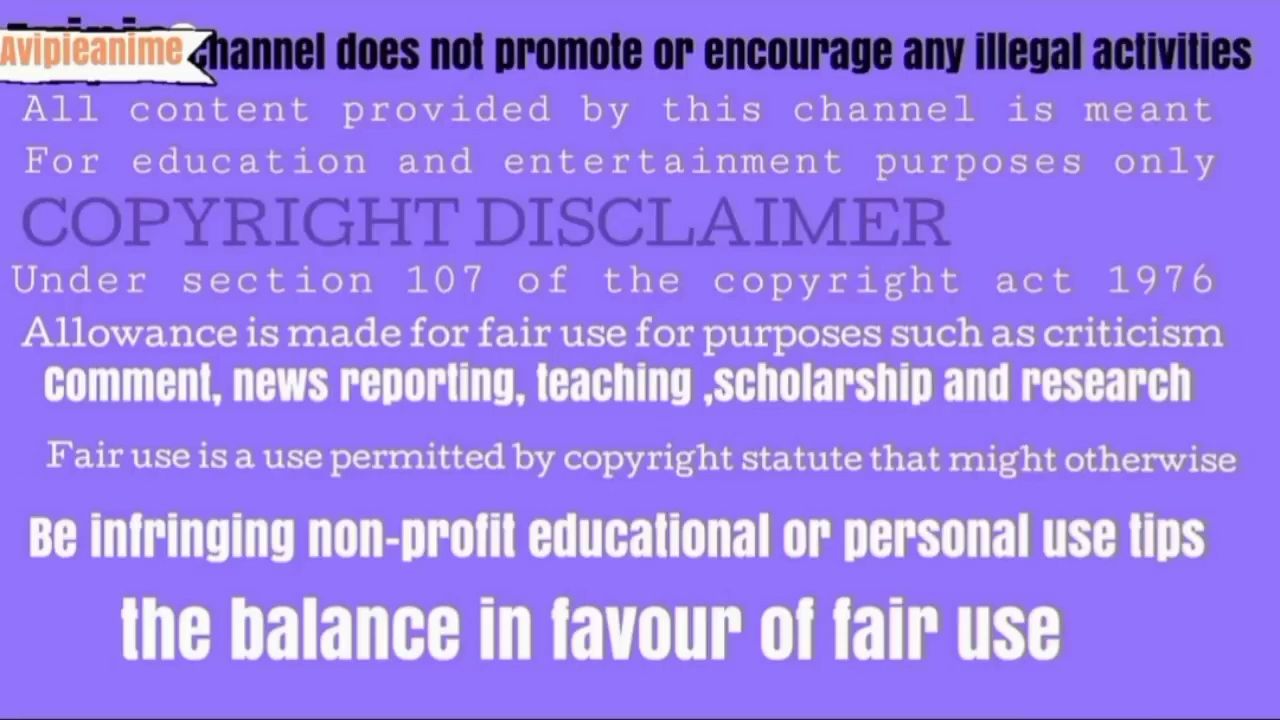 Avipieanime channel does not promote or encourage any illegal activities
All content provided by this channel is meant
For education and entertainment purposes only
COPYRIGHT DISCLAIMER
Under section 107 of the copyright act 1976
Allowance is made for fair use for purposes such as criticism
comment, news reporting, teaching ,scholarship and research
Fair use is a use permitted by copyright statute that might otherwise
Be infringing non-profit educational or personal use tips
the balance in favour of fair use